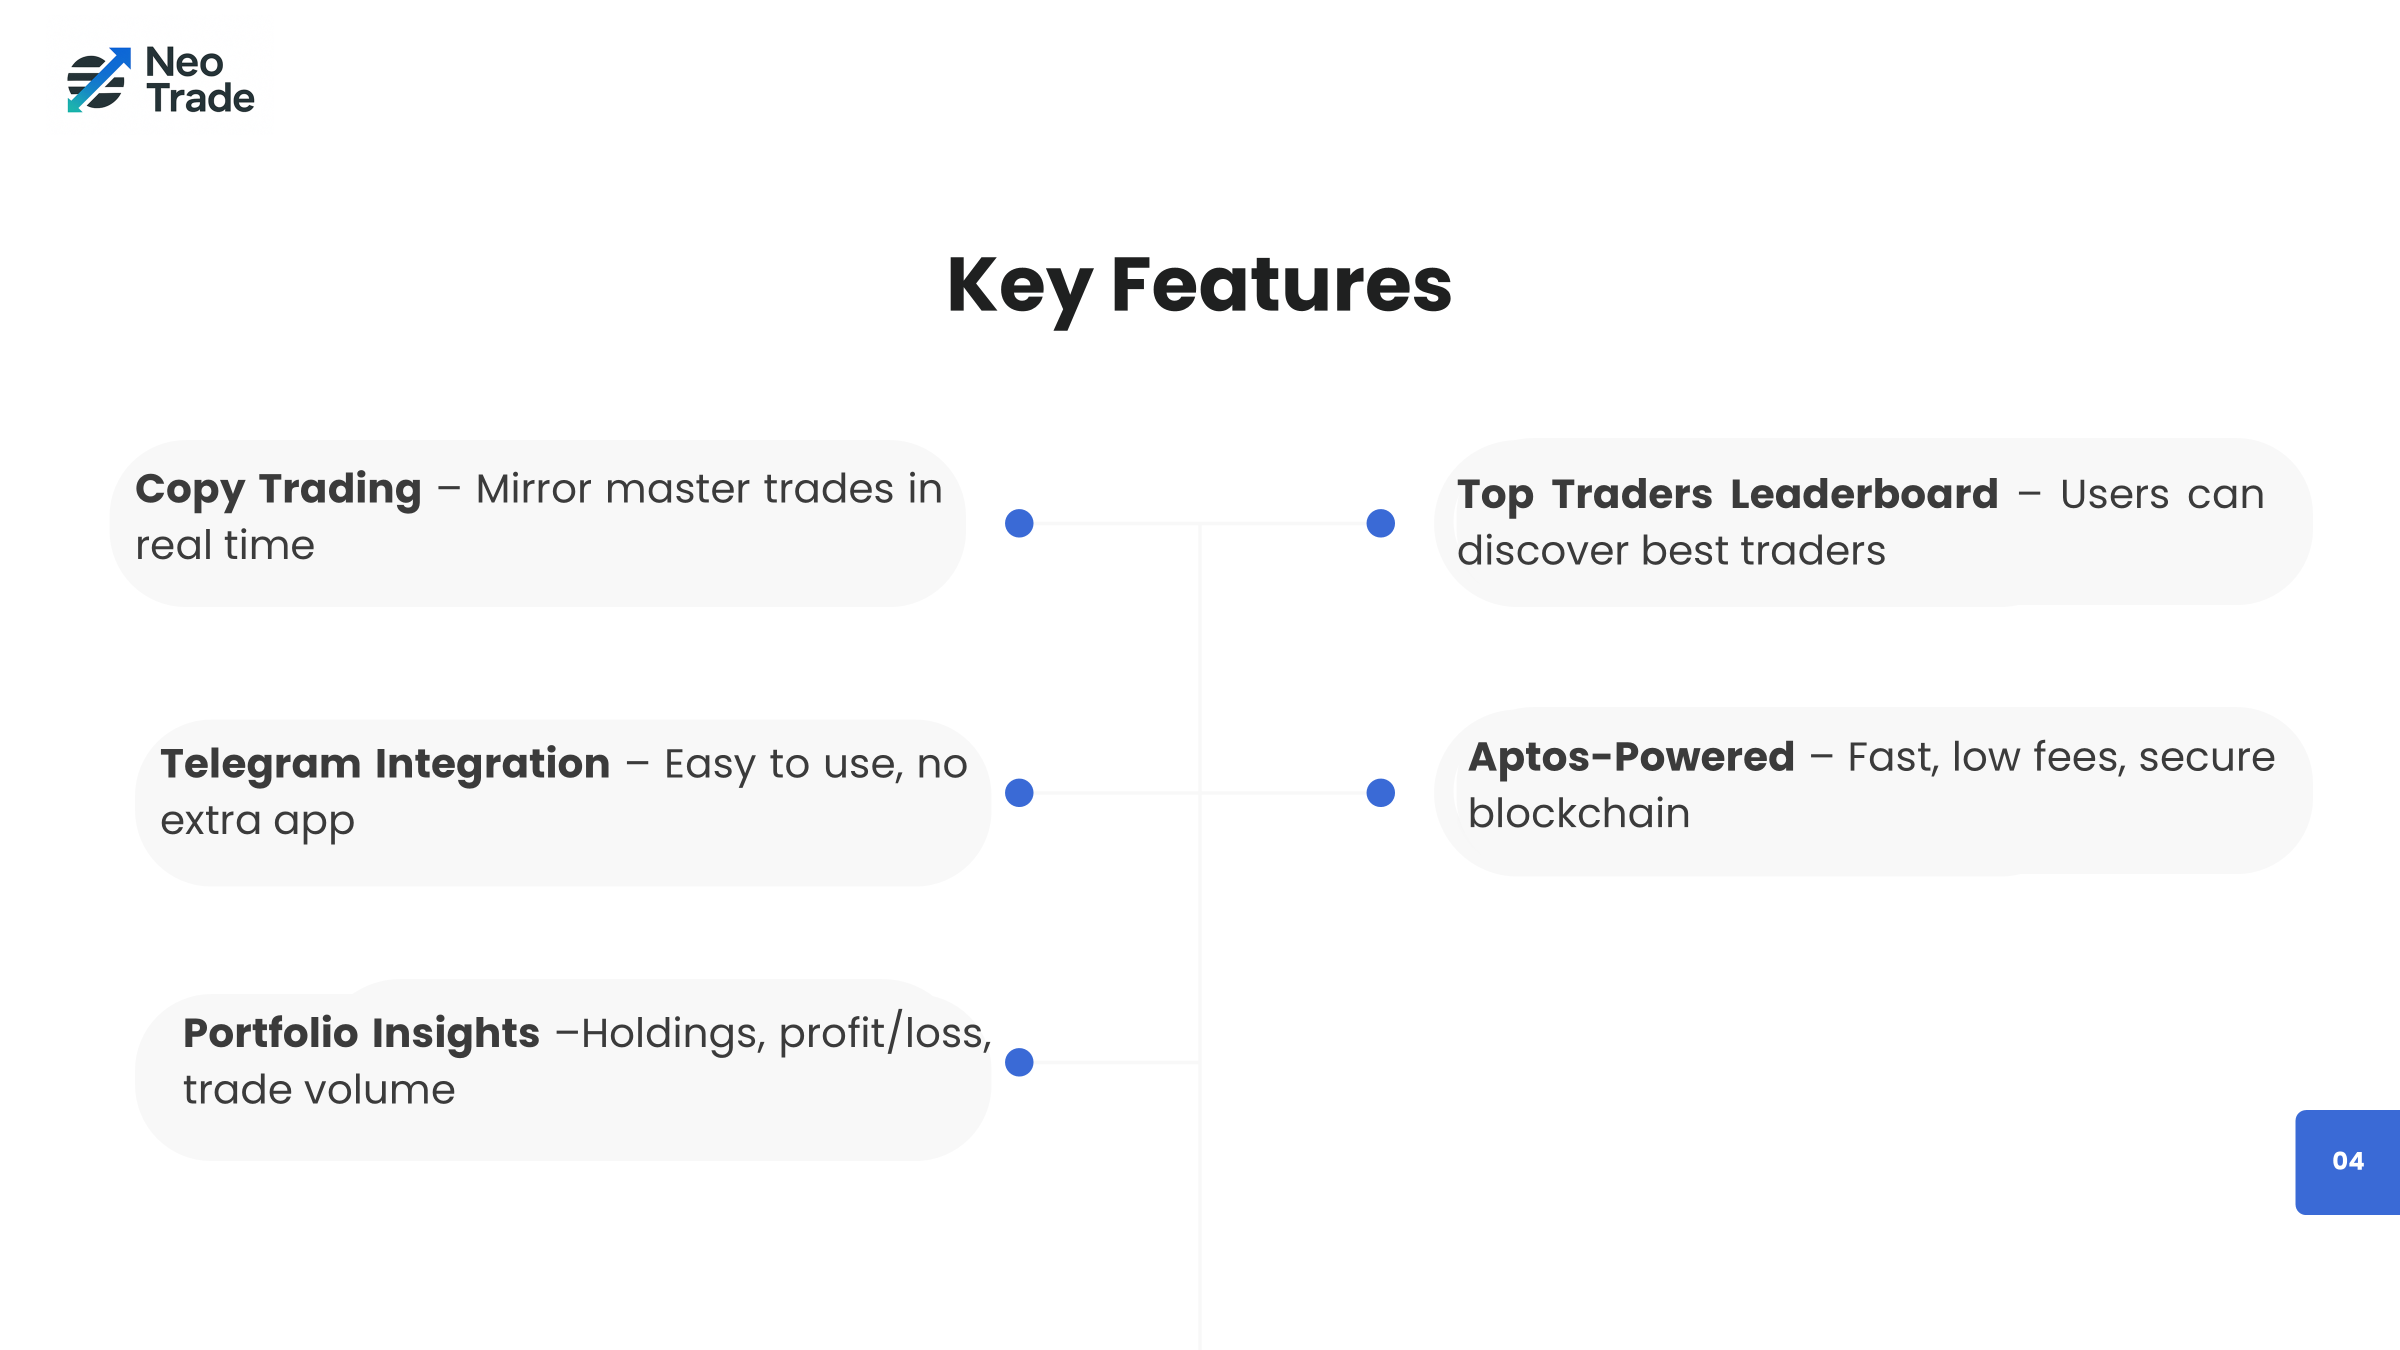 Neo
Trade
Key Features
Copy Trading – Mirror master trades in
real time
Top Traders Leaderboard – Users can
discover best traders
Telegram Integration – Easy to use, no
extra app
Aptos-Powered – Fast, low fees, secure
blockchain
Portfolio Insights –Holdings, profit/loss,
trade volume
04